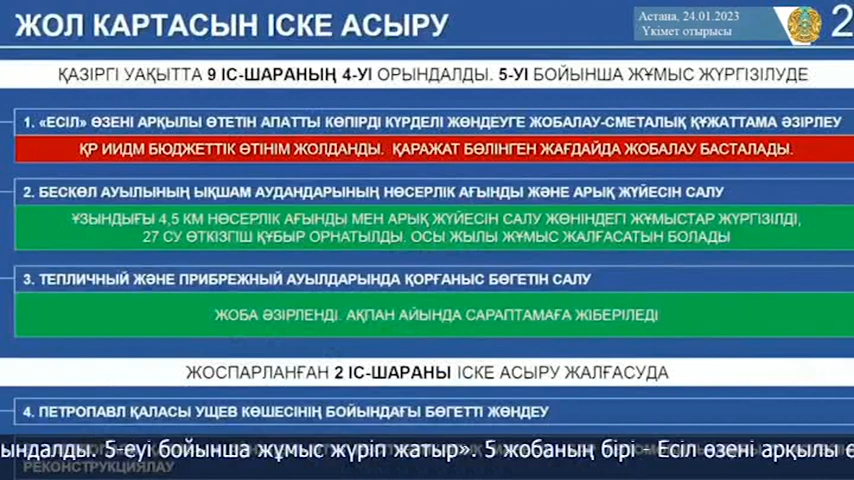 ЖОЛ КАРТАСЫН ІСКЕ АСЫРУ
Астана, 24.01.2023
Үкімет отырысы
2
ҚАЗІРГІ УАҚЫТТА 9 ІС-ШАРАНЫҢ 4-УІ ОРЫНДАЛДЫ. 5-УІ БОЙЫНША ЖҰМЫС ЖҮРГІЗІЛУДЕ
1. «ЕСІЛ» ӨЗЕНІ АРҚЫЛЫ ӨТЕТІН АПАТТЫ КӨПІРДІ КҮРДЕЛІ ЖӨНДЕУГЕ ЖОБАЛАУ-СМЕТАЛЫҚ ҚҰЖАТТАМА ӘЗІРЛЕУ
ҚР ИИДМ БЮДЖЕТТІК ӨТІНІМ ЖОЛДАНДЫ. ҚАРАЖАТ БӨЛІНГЕН ЖАҒДАЙДА ЖОБАЛАУ БАСТАЛАДЫ.
2. БЕСКӨЛ АУЫЛЫНЫҢ ЫҚШАМ АУДАНДАРЫНЫҢ НӨСЕРЛІК АҒЫНДЫ ЖӘНЕ АРЫҚ ЖҮЙЕСІН САЛУ
ҰЗЫНДЫҒЫ 4,5 КМ НӨСЕРЛІК АҒЫНДЫ МЕН АРЫҚ ЖҮЙЕСІН САЛУ ЖӨНІНДЕГІ ЖҰМЫСТАР ЖҮРГІЗІЛДІ,
27 СУ ӨТКІЗГІШ ҚҰБЫР ОРНАТЫЛДЫ. ОСЫ ЖЫЛЫ ЖҰМЫС ЖАЛҒАСАТЫН БОЛАДЫ
3. ТЕПЛИЧНЫЙ ЖӘНЕ ПРИБРЕЖНЫЙ АУЫЛДАРЫНДА ҚОРҒАНЫС БӨГЕТІН САЛУ
ЖОБА ӘЗІРЛЕНДІ. АҚПАН АЙЫНДА САРАПТАМАҒА ЖІБЕРІЛЕДІ
ЖОСПАРЛАНҒАН 2 ІС-ШАРАНЫ ІСКЕ АСЫРУ ЖАЛҒАСУДА
4. ПЕТРОПАВЛ ҚАЛАСЫ УЩЕВ КӨШЕСІНІҢ БОЙЫНДАҒЫ БӨГЕТТІ ЖӨНДЕУ
ындалды. 5-еуі бойынша жұмыс жүріп жатыр». 5 жобаның бірі - Есіл өзені арқылы ө
РЕКОНСТРУКЦИЯЛАУ